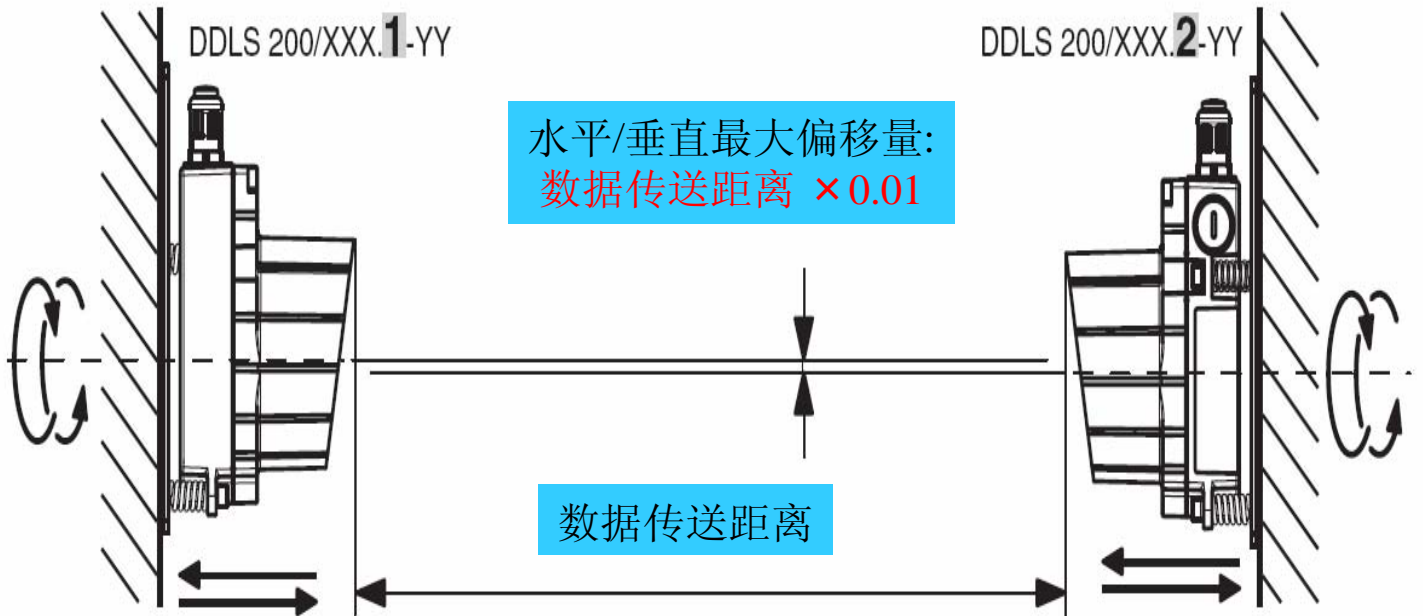 DDLS 200/XXX.1-YY
DDLS 200/XXX.2-YY
水平/垂直最大偏移量:
数据传送距离 ×0.01
数据传送距离